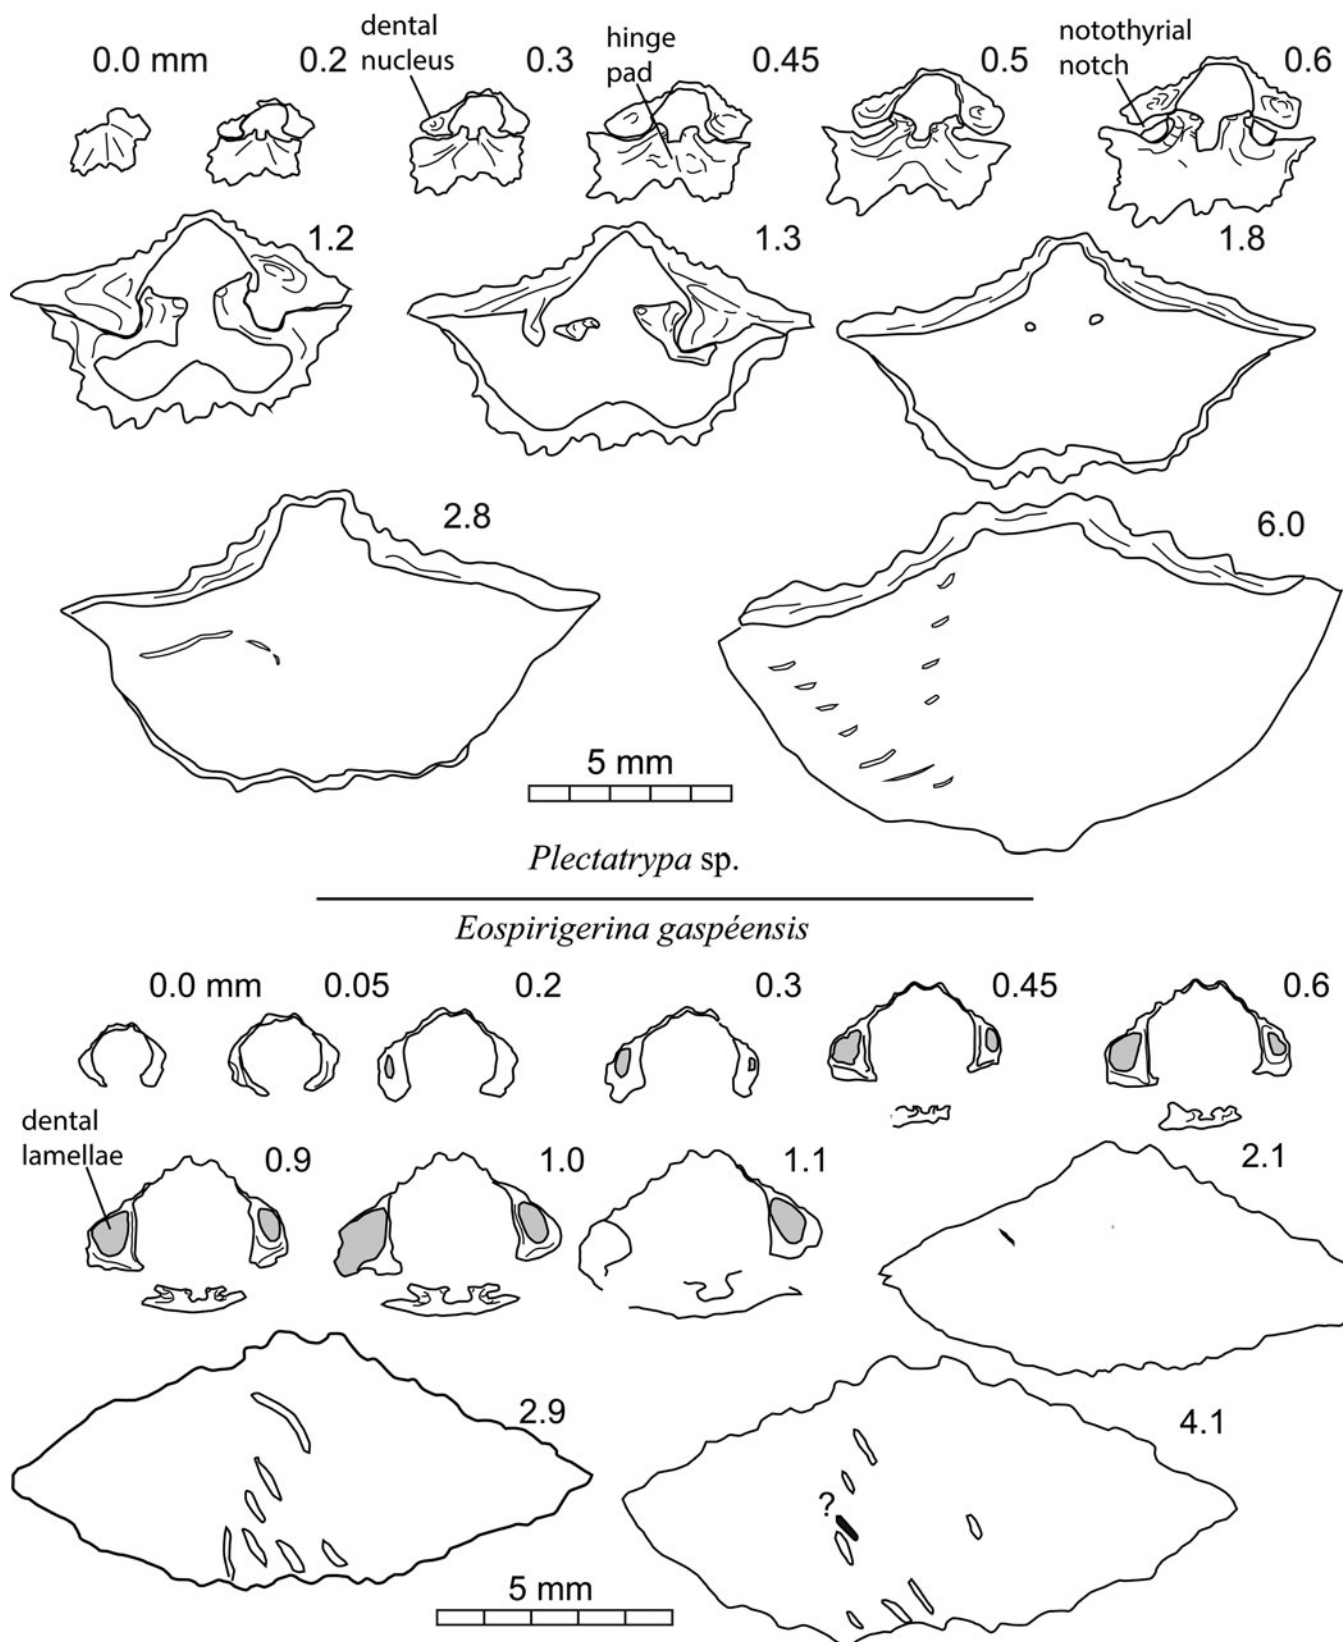 0.0 mm
0.2
dental
nucleus
0.3
hinge
pad
0.45
0.5
notothyrial
notch
0.6
1.2
1.3
1.8
2.8
6.0
5 mm
Plectatrypa sp.
Eospirigerina gaspéensis
0.0 mm
0.05
0.2
0.3
0.45
0.6
dental
lamellae
0.9
1.0
1.1
2.1
2.9
4.1
?
5 mm